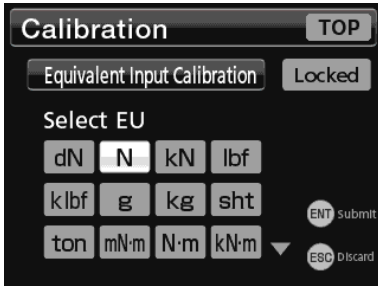 Calibration TOP
Equivalent Input Calibration Locked
Select EU
dN N kN lbf
klbf g kg sht
ENT Submit
ton mN·m N·m kN·m
ESC Discard